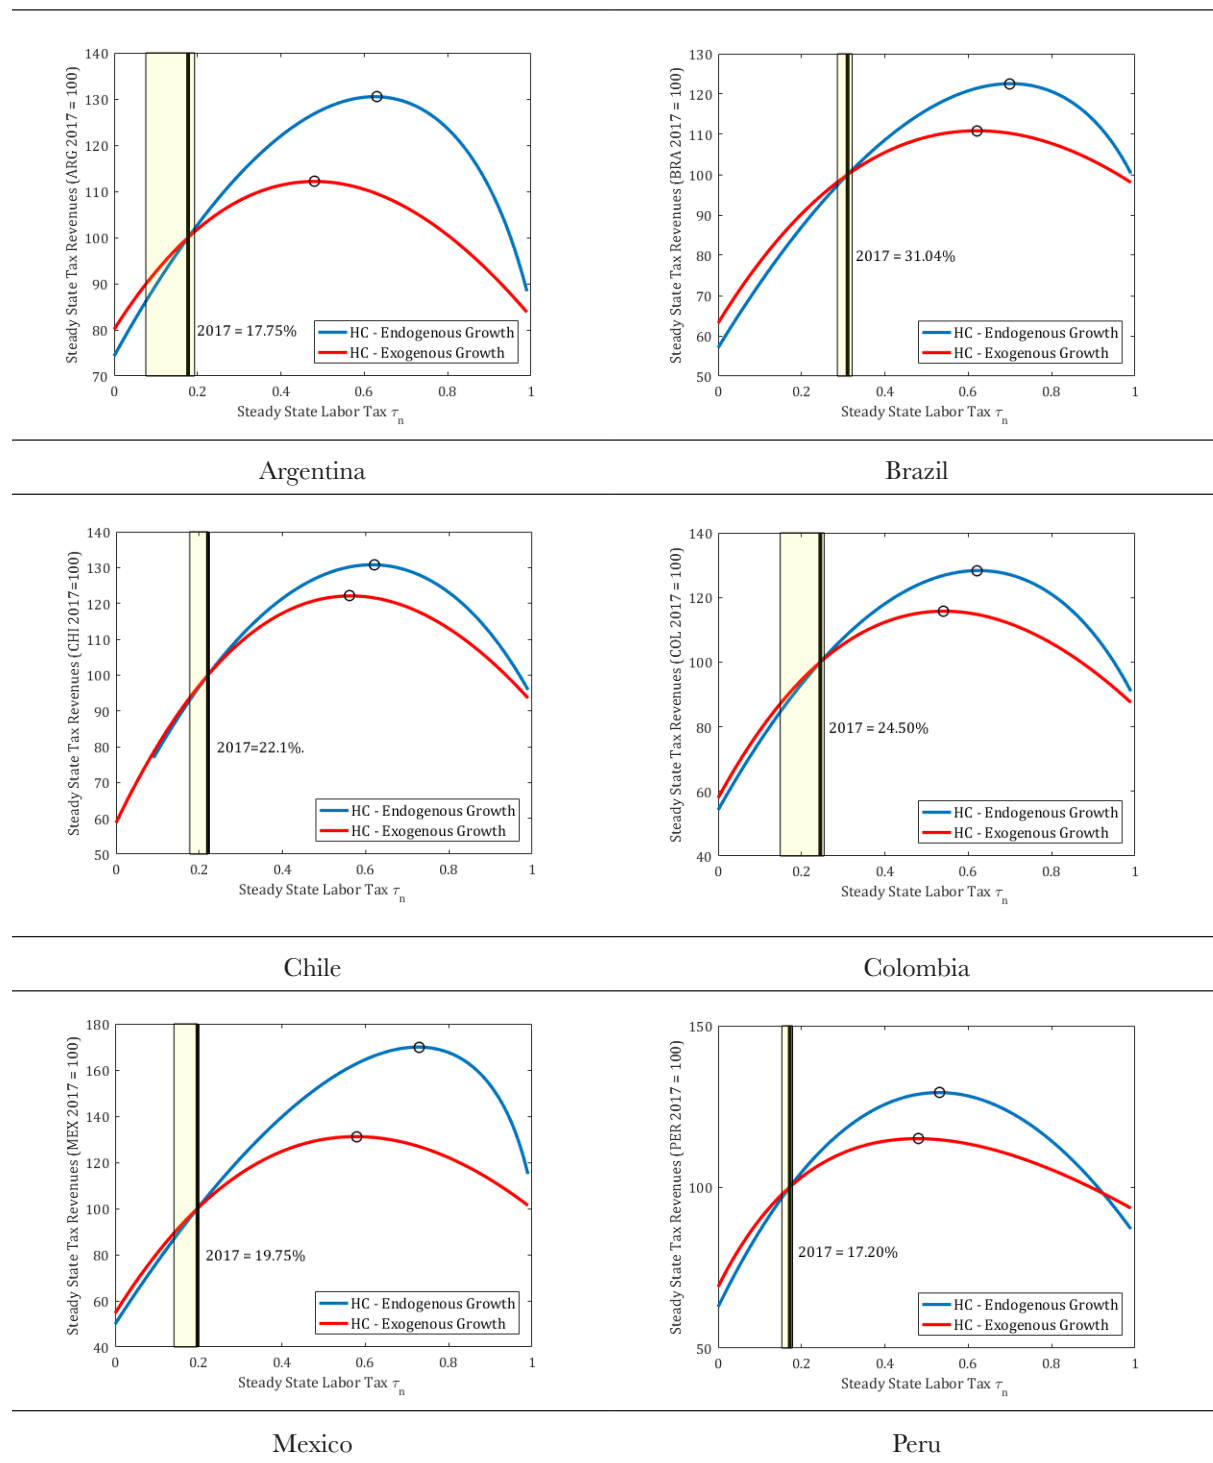 140
130
120
110
100
90
80
70
0
0.2
0.4
0.6
0.8
1
Steady State Tax Revenues (ARG 2017 = 100)
2017 = 17.75%
HC - Endogenous Growth
HC - Exogenous Growth
Steady State Labor Tax τn
130
120
110
100
90
80
70
60
50
0
0.2
0.4
0.6
0.8
1
Steady State Tax Revenues (BRA 2017 = 100)
2017 = 31.04%
HC - Endogenous Growth
HC - Exogenous Growth
Steady State Labor Tax τn
Argentina
Brazil
140
130
120
110
100
90
80
70
60
50
0
0.2
0.4
0.6
0.8
1
Steady State Tax Revenues (CHI 2017=100)
2017=22.1%.
HC - Endogenous Growth
HC - Exogenous Growth
Steady State Labor Tax τn
140
120
100
80
60
40
0
0.2
0.4
0.6
0.8
1
Steady State Tax Revenues (COL 2017 = 100)
2017 = 24.50%
HC - Endogenous Growth
HC - Exogenous Growth
Steady State Labor Tax τn
Chile
Colombia
180
160
140
120
100
80
60
40
0
0.2
0.4
0.6
0.8
1
Steady State Tax Revenues (MEX 2017 = 100)
2017 = 19.75%
HC - Endogenous Growth
HC - Exogenous Growth
Steady State Labor Tax τn
150
100
50
0
0.2
0.4
0.6
0.8
1
Steady State Tax Revenues (PER 2017 = 100)
2017 = 17.20%
HC - Endogenous Growth
HC - Exogenous Growth
Steady State Labor Tax τn
Mexico
Peru